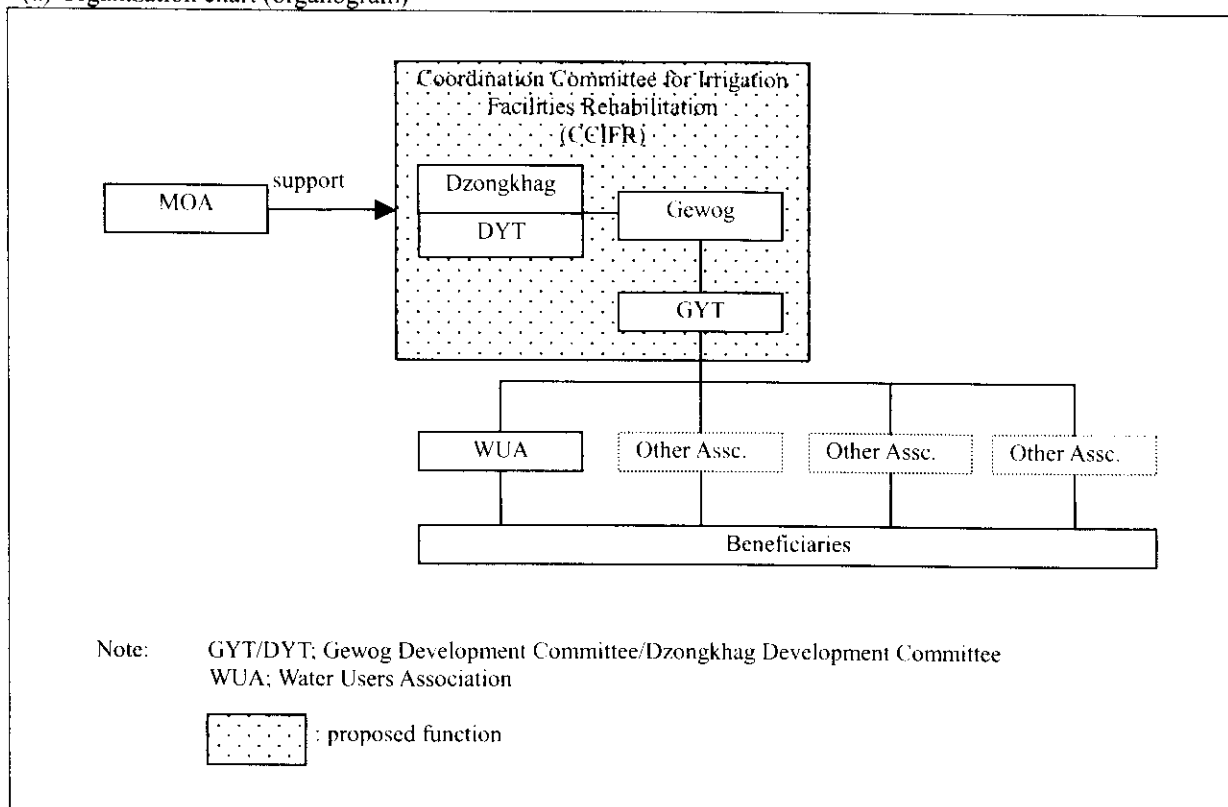 Coordination Committee for Irrigation
Facilities Rehabilitation
(CCIFR)
support
MOA
Dzongkhag
DYT
Gewog
GYT
WUA
Other Assc.
Other Assc.
Other Assc.
Beneficiaries
Note: GYT/DYT; Gewog Development Committee/Dzongkhag Development Committee
WUA; Water Users Association
: proposed function